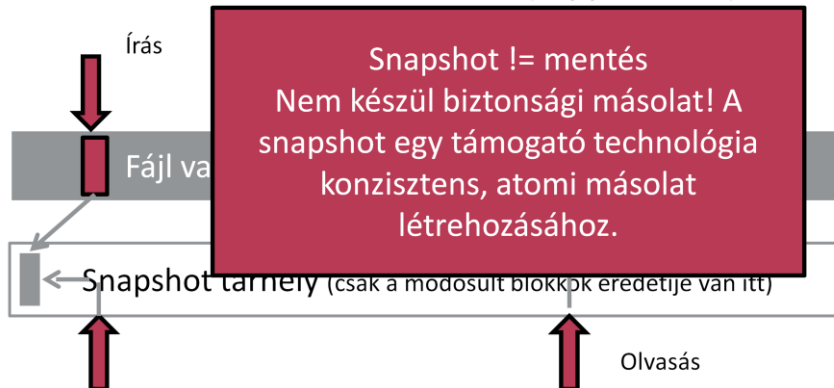 Írás
Snapshot != mentés
Nem készül biztonsági másolat! A
snapshot egy támogató technológia
konzisztens, atomi másolat
létrehozásához.
Fájl va
Snapshot tárhely (csak a módosult blokkok eredetije van itt)
Olvasás